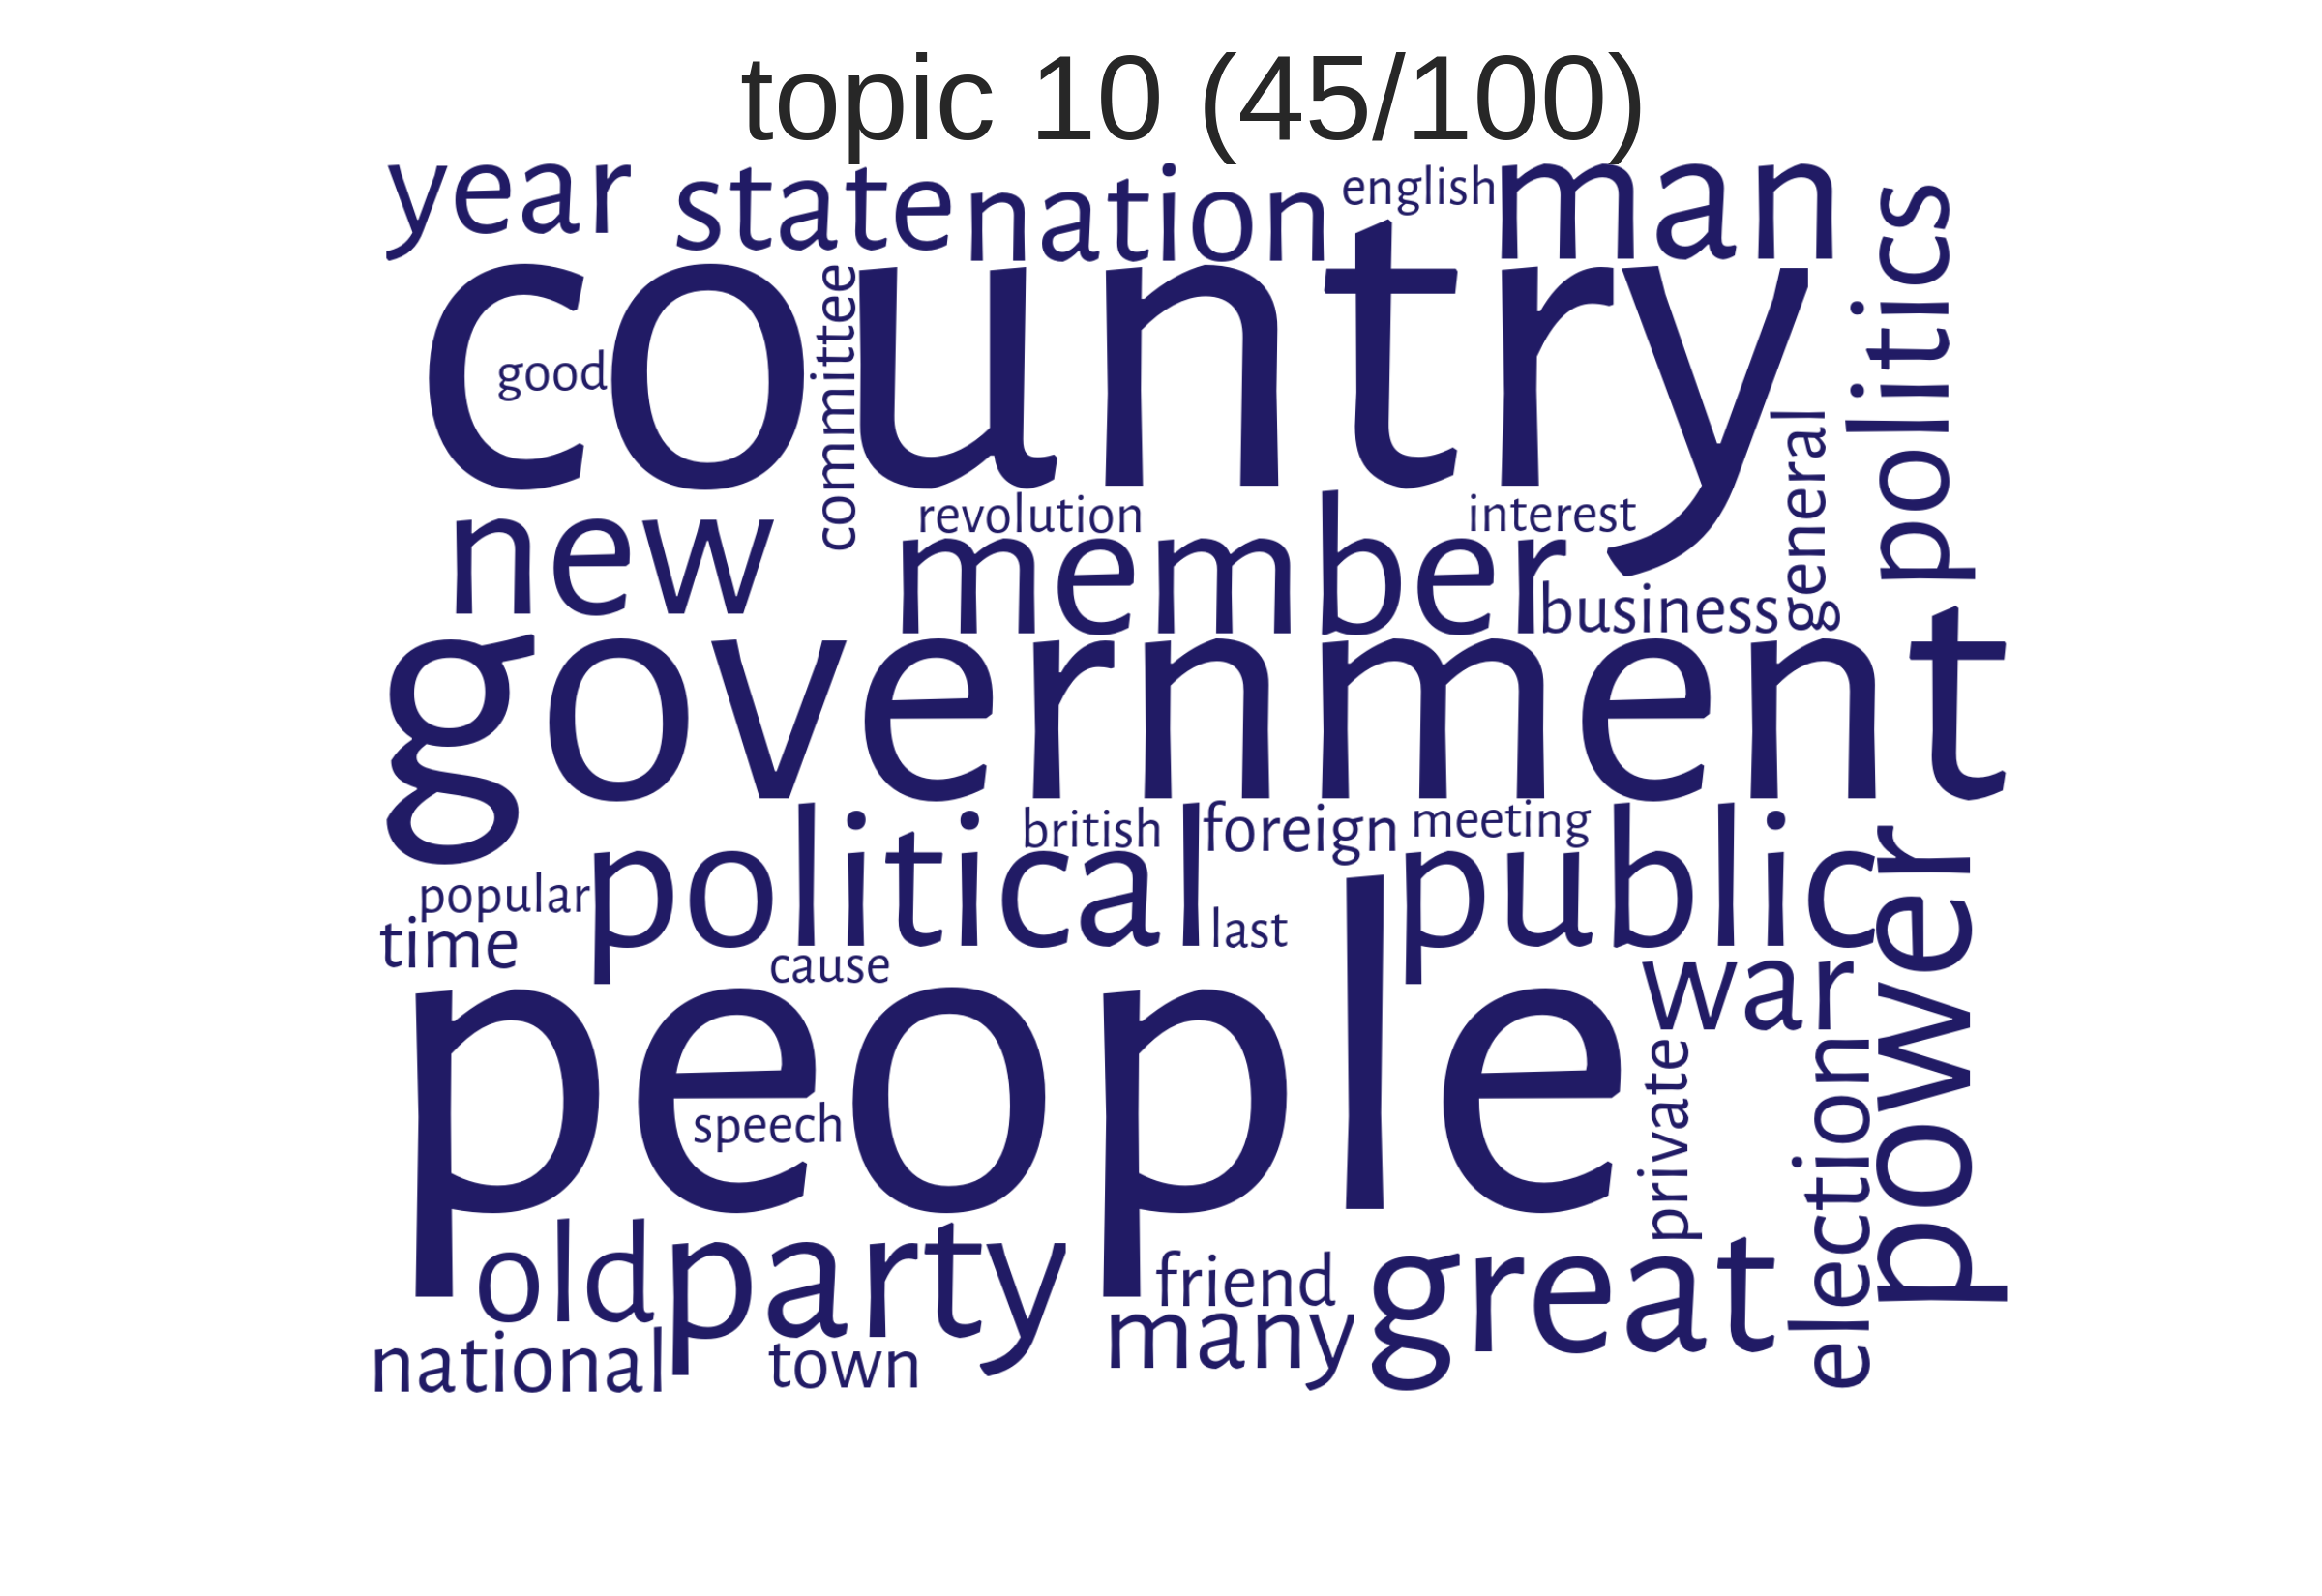 topic 10 (45/100)
year state nation english man
country
politics
good
committee
general
new
revolution
interest
member
business
government
british foreign meeting
political public
popular
time
last
cause
power
war
people
speech
private
election
old party friend great
many
national town